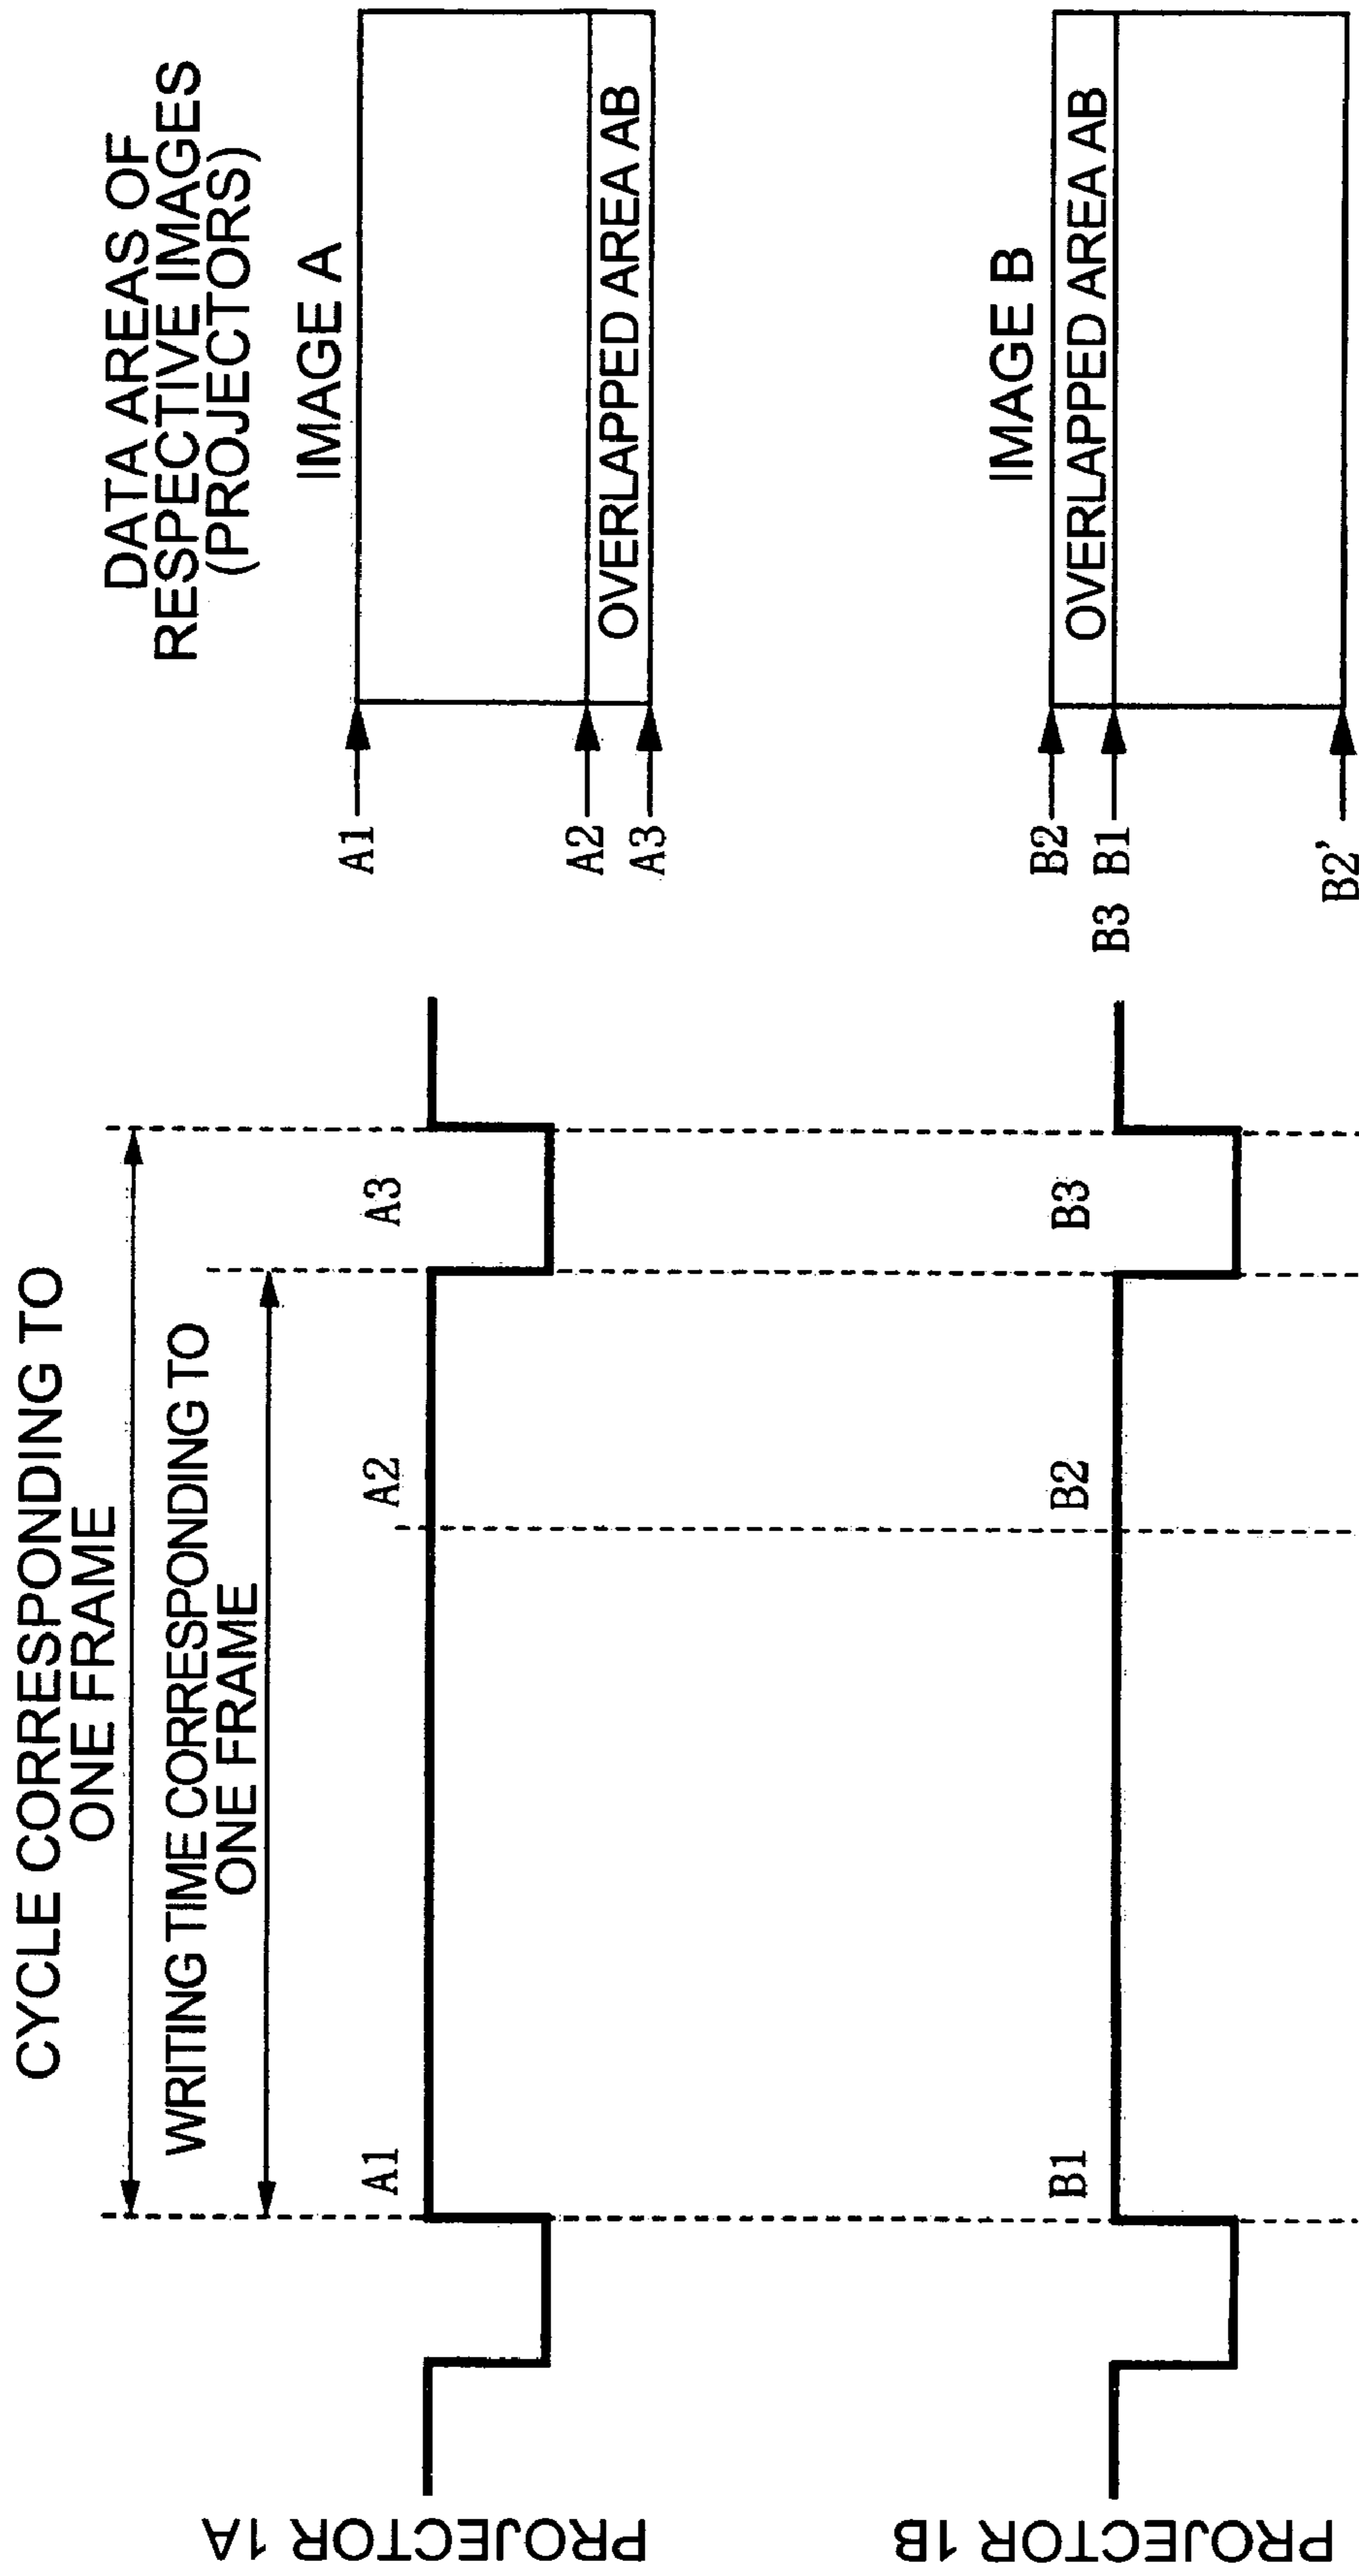 CYCLE CORRESPONDING TO
ONE FRAME
WRITING TIME CORRESPONDING TO
ONE FRAME
DATA AREAS OF
RESPECTIVE IMAGES
(PROJECTORS)
PROJECTOR 1A
A1
A2
A3
IMAGE A
A1
A2
A3
OVERLAPPED AREA AB
PROJECTOR 1B
B1
B2
B3
IMAGE B
B2
B3 B1
B2'
OVERLAPPED AREA AB